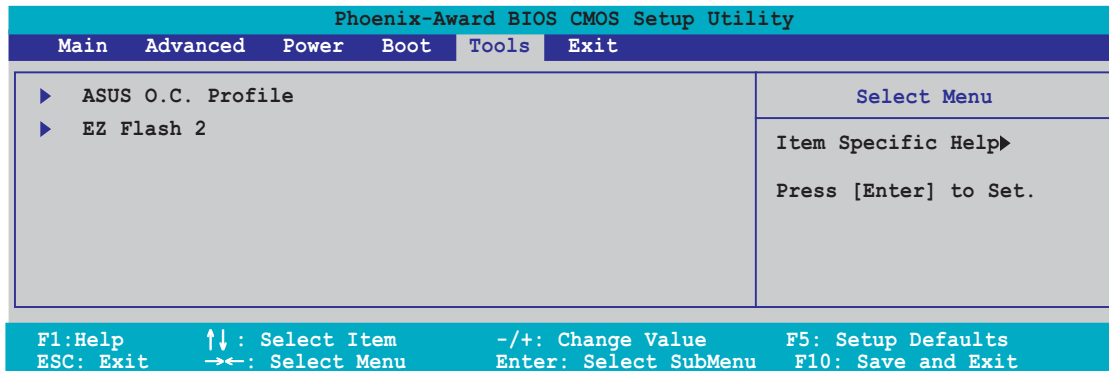 Phoenix-Award BIOS CMOS Setup Utility
Main Advanced Power Boot Tools Exit
ASUS O.C. Profile
EZ Flash 2
Select Menu
Item Specific Help
Press [Enter] to Set.
F1:Help ↑↓ : Select Item -/+: Change Value F5: Setup Defaults
ESC: Exit →←: Select Menu Enter: Select SubMenu F10: Save and Exit